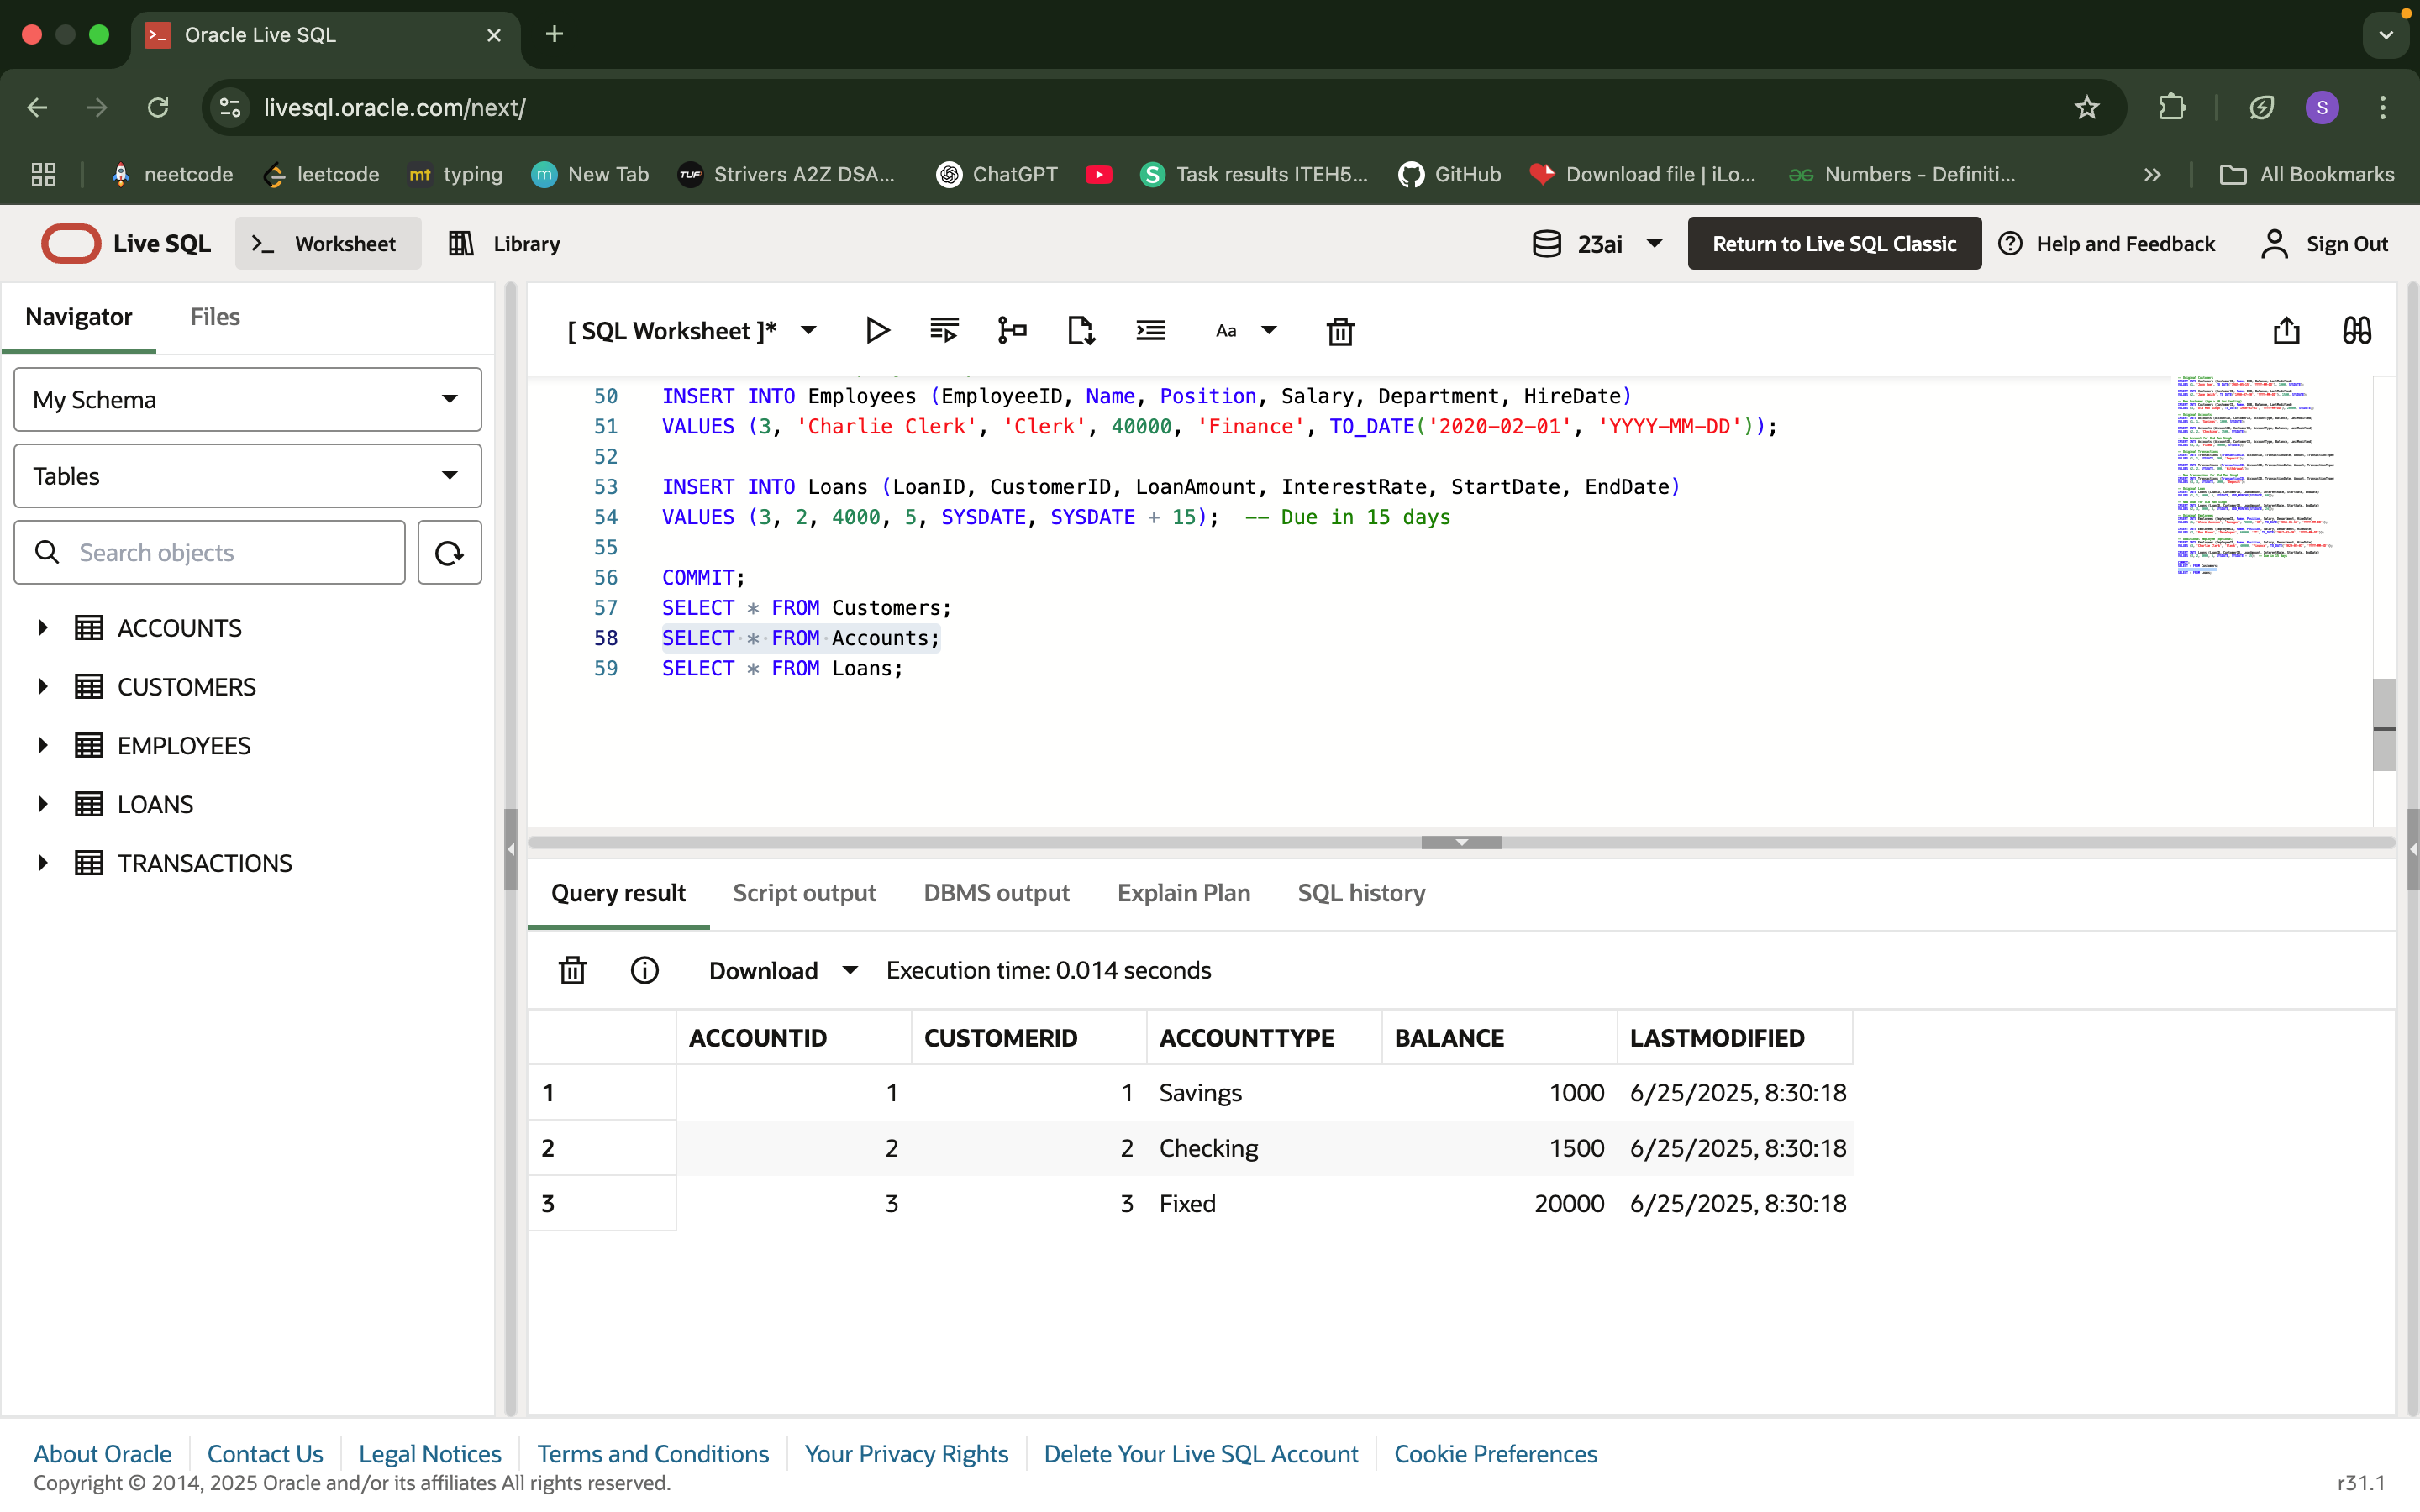 Oracle Live SQL
livesql.oracle.com/next/
neetcode
leetcode
mt typing
m New Tab
TUF Strivers A2Z DSA...
ChatGPT
S Task results ITEH5...
GitHub
Download file | iLo...
Numbers - Definiti...
All Bookmarks
S
Live SQL
Worksheet
Library
23ai
Return to Live SQL Classic
Help and Feedback
Sign Out
Navigator
Files
My Schema
Tables
Search objects
ACCOUNTS
CUSTOMERS
EMPLOYEES
LOANS
TRANSACTIONS
[ SQL Worksheet ]*
Aa
50 INSERT INTO Employees (EmployeeID, Name, Position, Salary, Department, HireDate)
51 VALUES (3, 'Charlie Clerk', 'Clerk', 40000, 'Finance', TO_DATE('2020-02-01', 'YYYY-MM-DD'));
52
53 INSERT INTO Loans (LoanID, CustomerID, LoanAmount, InterestRate, StartDate, EndDate)
54 VALUES (3, 2, 4000, 5, SYSDATE, SYSDATE + 15); -- Due in 15 days
55
56 COMMIT;
57 SELECT * FROM Customers;
58 SELECT * FROM Accounts;
59 SELECT * FROM Loans;
Query result
Script output
DBMS output
Explain Plan
SQL history
Download
Execution time: 0.014 seconds
ACCOUNTID CUSTOMERID ACCOUNTTYPE BALANCE LASTMODIFIED
1 1 1 Savings 1000 6/25/2025, 8:30:18
2 2 2 Checking 1500 6/25/2025, 8:30:18
3 3 3 Fixed 20000 6/25/2025, 8:30:18
About Oracle
Contact Us
Legal Notices
Terms and Conditions
Your Privacy Rights
Delete Your Live SQL Account
Cookie Preferences
Copyright © 2014, 2025 Oracle and/or its affiliates All rights reserved.
r31.1